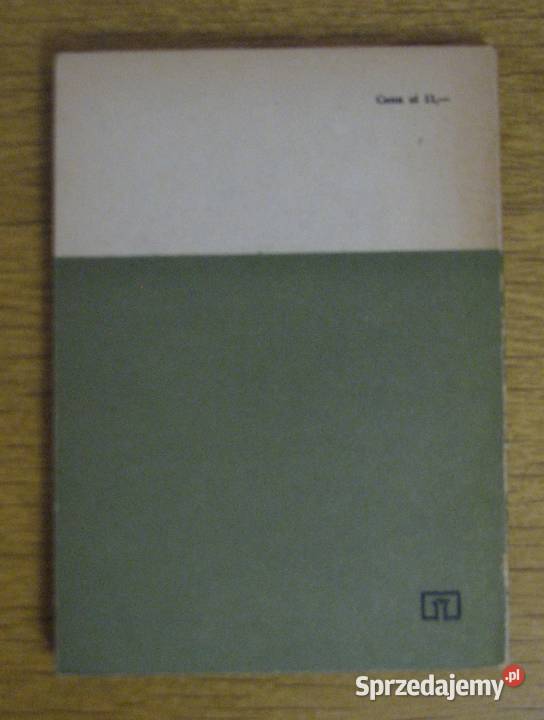 Cena zł 11,—
Sprzedajemy.pl